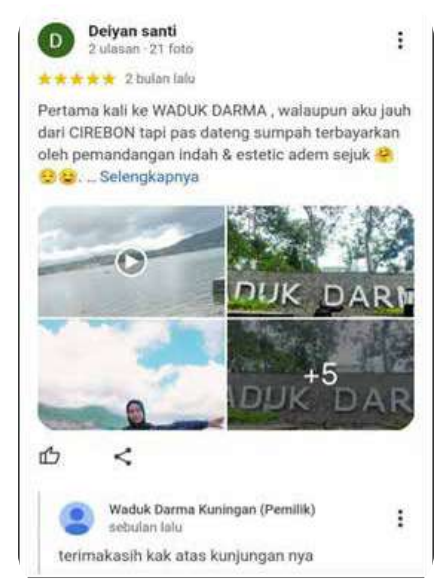 D
Deiyan santi
2 ulasan · 21 foto
2 bulan lalu
Pertama kali ke WADUK DARMA , walaupun aku jauh
dari CIREBON tapi pas dateng sumpah terbayarkan
oleh pemandangan indah & estetic adem sejuk 🤗
😌😆. ... Selengkapnya
DUK DARM
+5
ADUK DAR
Waduk Darma Kuningan (Pemilik)
sebulan lalu
terimakasih kak atas kunjungan nya